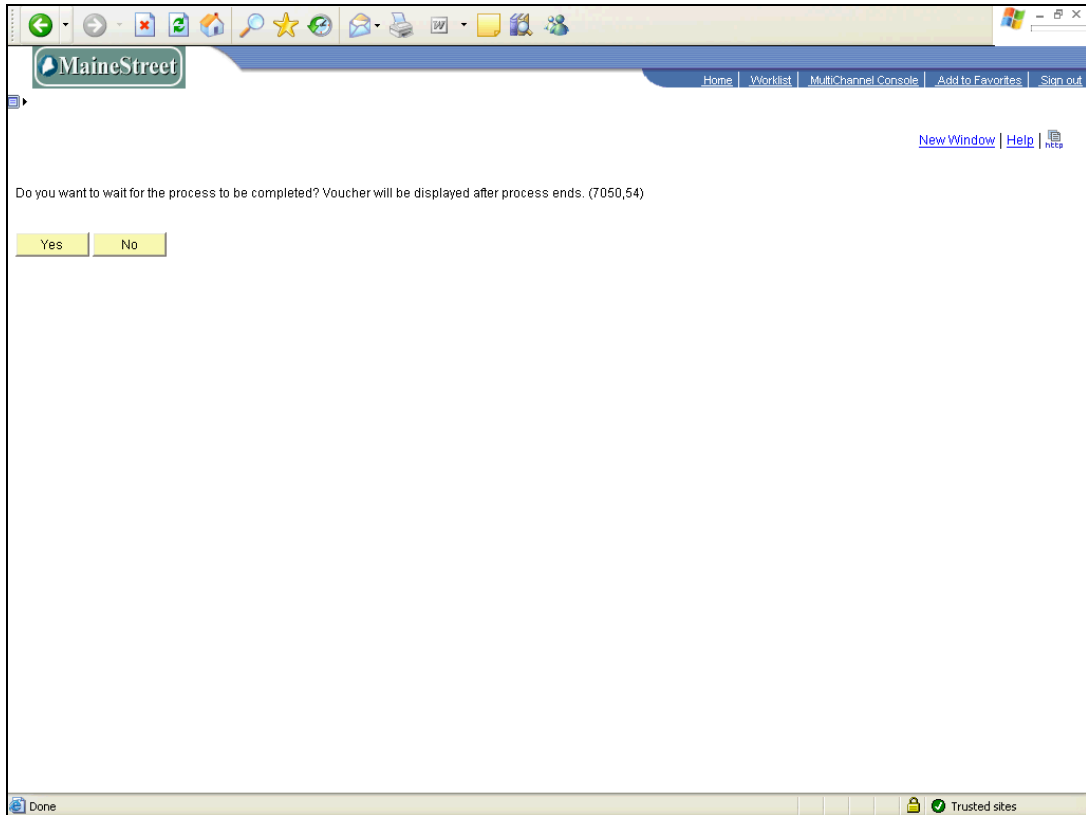 MaineStreet
Home | Worklist | MultiChannel Console | Add to Favorites | Sign out
New Window | Help | http
Do you want to wait for the process to be completed? Voucher will be displayed after process ends. (7050,54)
Yes No
Done Trusted sites